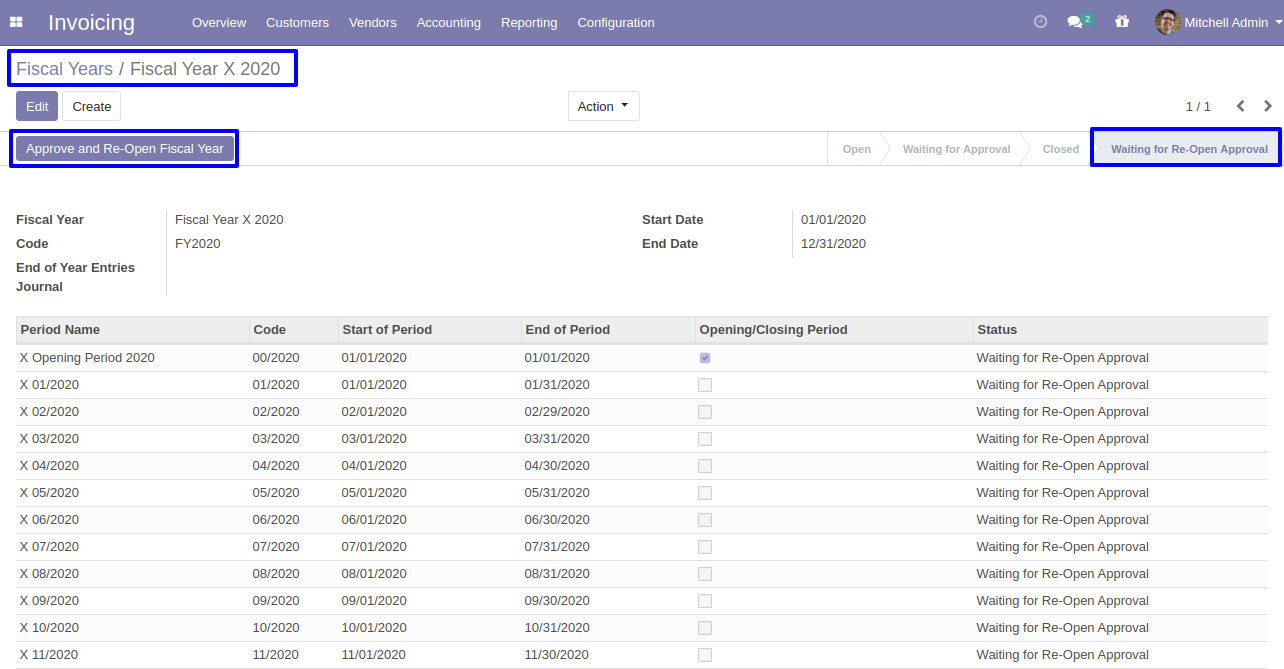 Invoicing Overview Customers Vendors Accounting Reporting Configuration 2 Mitchell Admin
Fiscal Years / Fiscal Year X 2020
Edit Create Action 1 / 1
Approve and Re-Open Fiscal Year Open Waiting for Approval Closed Waiting for Re-Open Approval
Fiscal Year Fiscal Year X 2020 Start Date 01/01/2020
Code FY2020 End Date 12/31/2020
End of Year Entries
Journal
Period Name Code Start of Period End of Period Opening/Closing Period Status
X Opening Period 2020 00/2020 01/01/2020 01/01/2020 Waiting for Re-Open Approval
X 01/2020 01/2020 01/01/2020 01/31/2020 Waiting for Re-Open Approval
X 02/2020 02/2020 02/01/2020 02/29/2020 Waiting for Re-Open Approval
X 03/2020 03/2020 03/01/2020 03/31/2020 Waiting for Re-Open Approval
X 04/2020 04/2020 04/01/2020 04/30/2020 Waiting for Re-Open Approval
X 05/2020 05/2020 05/01/2020 05/31/2020 Waiting for Re-Open Approval
X 06/2020 06/2020 06/01/2020 06/30/2020 Waiting for Re-Open Approval
X 07/2020 07/2020 07/01/2020 07/31/2020 Waiting for Re-Open Approval
X 08/2020 08/2020 08/01/2020 08/31/2020 Waiting for Re-Open Approval
X 09/2020 09/2020 09/01/2020 09/30/2020 Waiting for Re-Open Approval
X 10/2020 10/2020 10/01/2020 10/31/2020 Waiting for Re-Open Approval
X 11/2020 11/2020 11/01/2020 11/30/2020 Waiting for Re-Open Approval